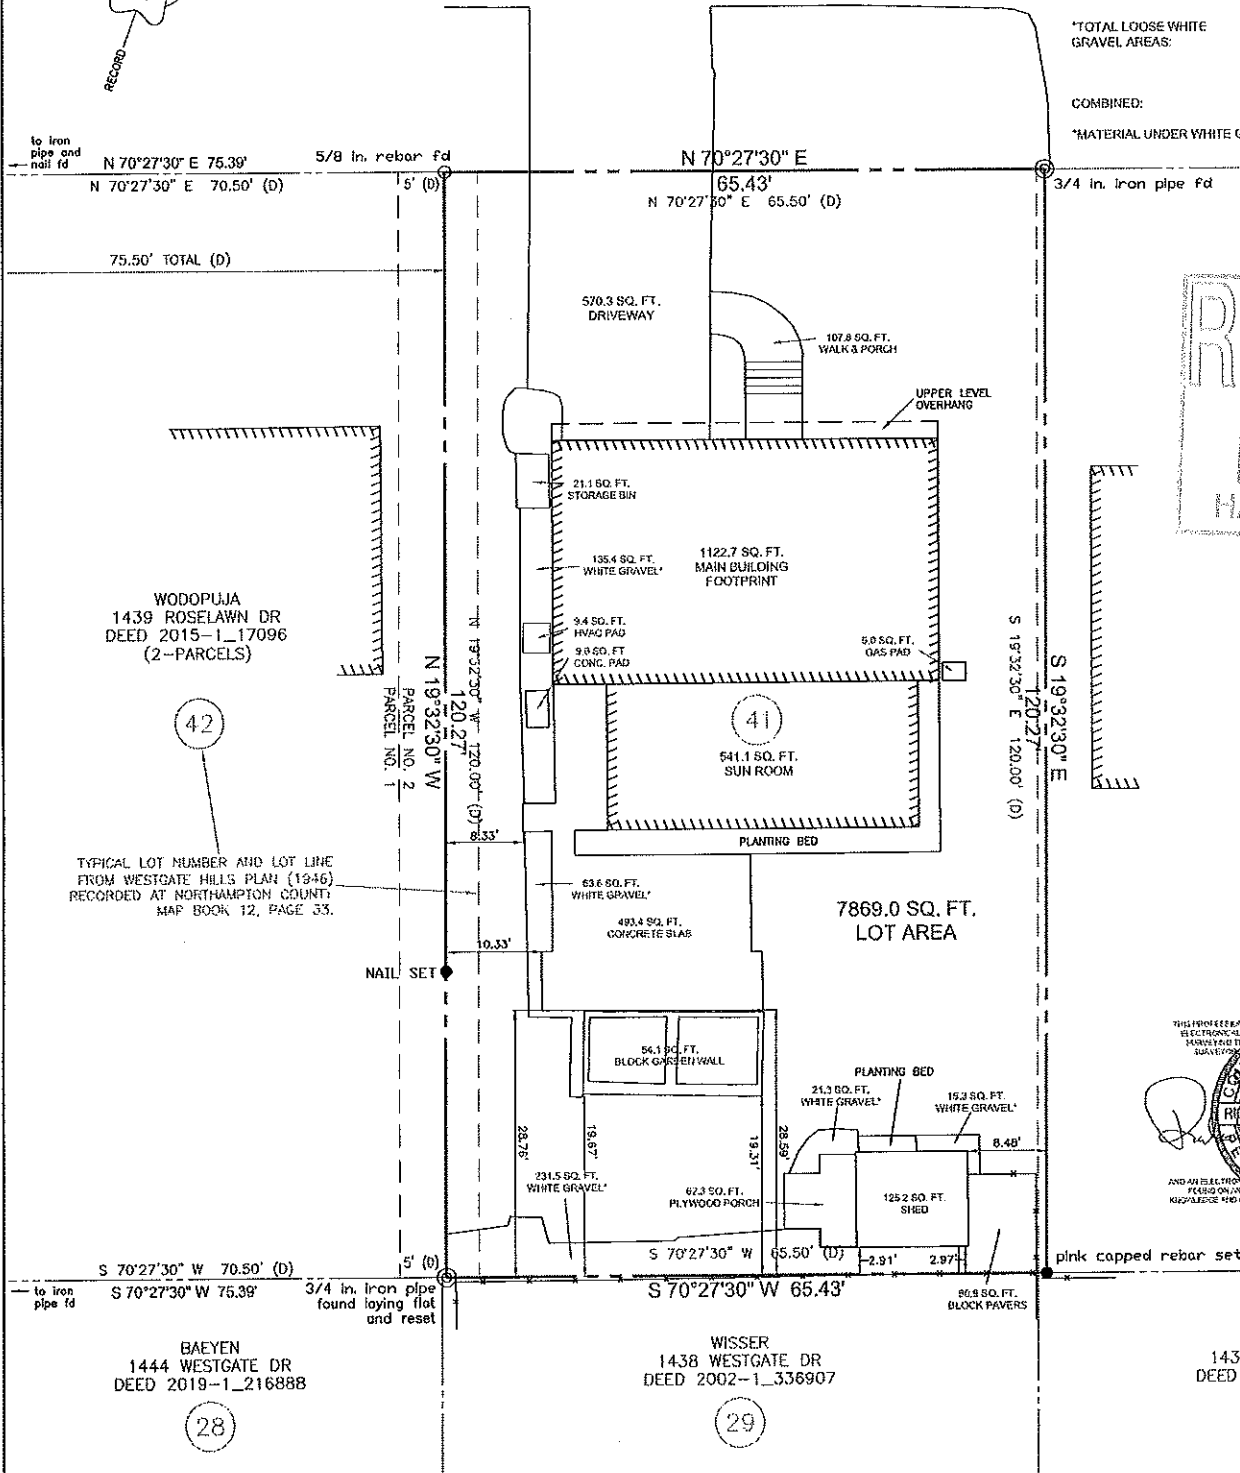 RECORD
*TOTAL LOOSE WHITE
GRAVEL AREAS:
COMBINED:
*MATERIAL UNDER WHITE G
to iron
pipe and
nail fd
N 70°27'30" E 75.39'
N 70°27'30" E 70.50' (D)
5/8 in. rebar fd
5' (D)
N 70°27'30" E
65.43'
N 70°27'30" E 65.50' (D)
3/4 in. iron pipe fd
75.50' TOTAL (D)
570.3 SQ. FT.
DRIVEWAY
107.8 SQ. FT.
WALK & PORCH
UPPER LEVEL
OVERHANG
R
HA
21.1 SQ. FT.
STORAGE BIN
135.4 SQ. FT.
WHITE GRAVEL*
1122.7 SQ. FT.
MAIN BUILDING
FOOTPRINT
9.4 SQ. FT.
HVAC PAD
9.0 SQ. FT
CONC. PAD
SQ. FT.
GAS PAD
WODOPUJA
1439 ROSELAWN DR
DEED 2015-1_17096
(2-PARCELS)
42
PARCEL NO. 1
PARCEL NO. 2
N 19°32'30" W
120.27'
N 19°32'30" W 120.00' (D)
41
541.1 SQ. FT.
SUN ROOM
S 19°32'30" E 120.00' (D)
120.27'
S 19°32'30" E
8.33'
PLANTING BED
TYPICAL LOT NUMBER AND LOT LINE
FROM WESTGATE HILLS PLAN (1946)
RECORDED AT NORTHAMPTON COUNTY
MAP BOOK 12, PAGE 33.
63.6 SQ. FT.
WHITE GRAVEL*
493.4 SQ. FT.
CONCRETE SLAB
7869.0 SQ. FT.
LOT AREA
10.33'
NAIL SET
54.1 SQ. FT.
BLOCK GARDEN WALL
28.76'
19.67'
19.31'
28.59'
PLANTING BED
21.3 SQ. FT.
WHITE GRAVEL*
15.3 SQ. FT.
WHITE GRAVEL*
8.48'
231.5 SQ. FT.
WHITE GRAVEL*
62.3 SQ. FT.
PLYWOOD PORCH
125.2 SQ. FT.
SHED
S 70°27'30" W 65.50' (D)
2.91'
2.97'
S 70°27'30" W 70.50' (D)
5' (D)
to iron
pipe fd
S 70°27'30" W 75.39'
3/4 in. iron pipe
found laying flat
and reset
S 70°27'30" W 65.43'
pink capped rebar set
SQ. FT.
BLOCK PAVERS
BAEYEN
1444 WESTGATE DR
DEED 2019-1_216888
28
WISSER
1438 WESTGATE DR
DEED 2002-1_336907
29
143
DEED